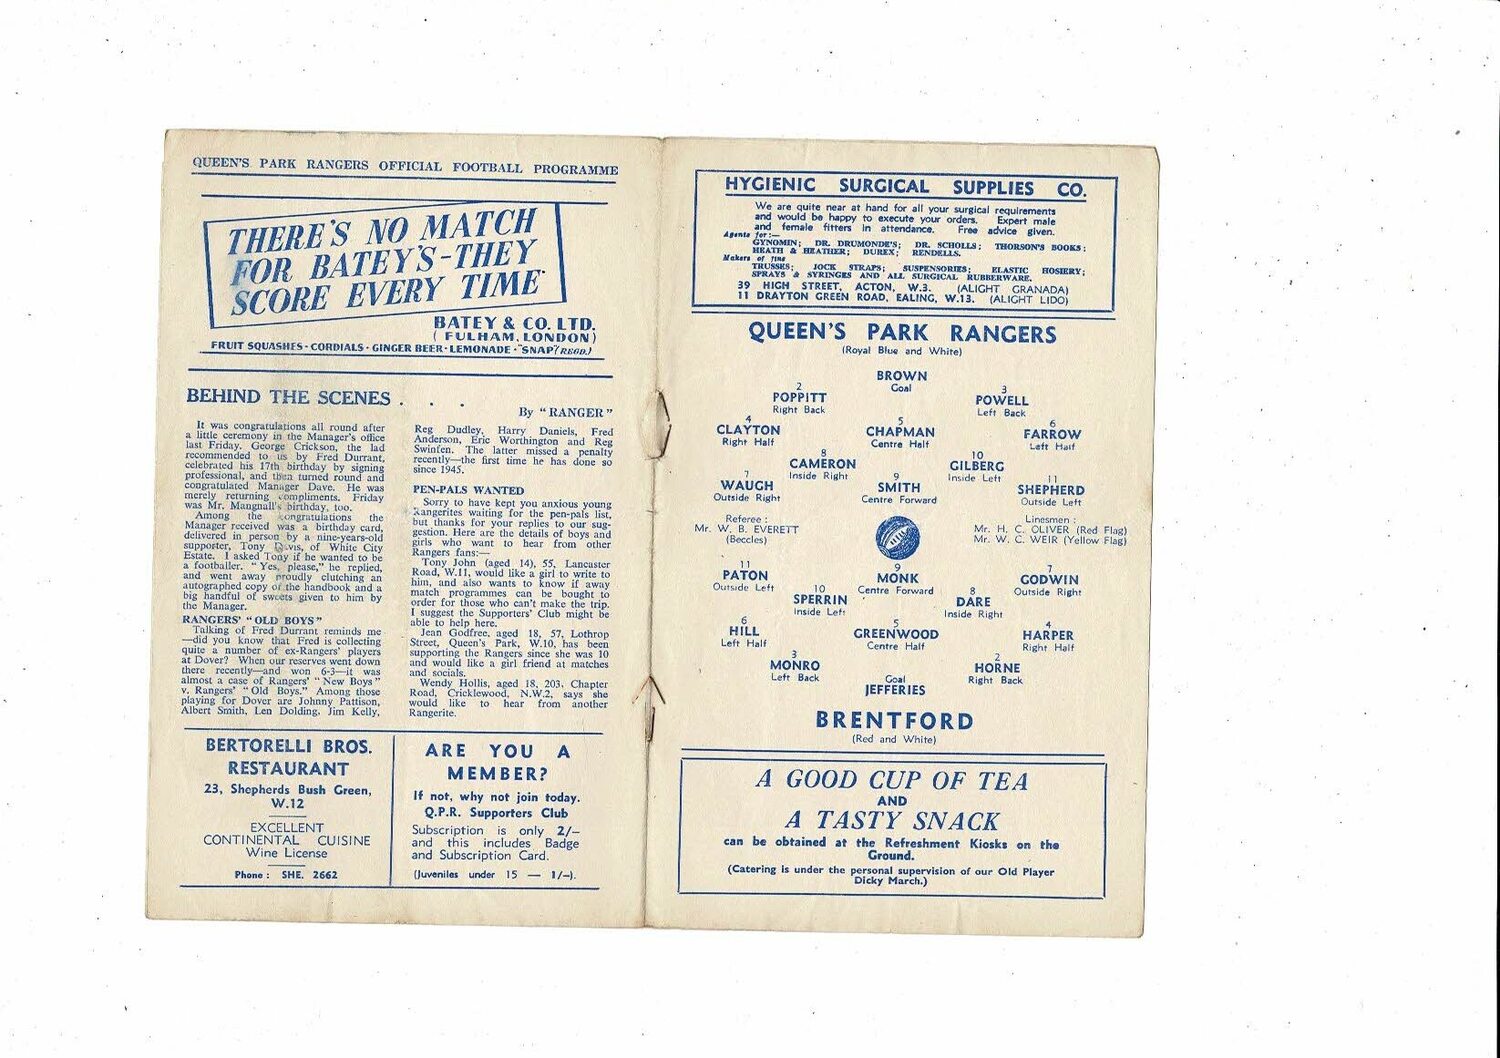 QUEEN'S PARK RANGERS OFFICIAL FOOTBALL PROGRAMME
THERE'S NO MATCH
FOR BATEY'S-THEY
SCORE EVERY TIME
BATEY & CO. LTD.
(FULHAM, LONDON)
FRUIT SQUASHES · CORDIALS · GINGER BEER · LEMONADE · "SNAP" (REGD.)
BEHIND THE SCENES . . .
By "RANGER"
It was congratulations all round after
a little ceremony in the Manager's office
last Friday. George Crickson, the lad
recommended to us by Fred Durrant,
celebrated his 17th birthday by signing
professional, and then turned round and
congratulated Manager Dave. He was
merely returning compliments. Friday
was Mr. Mangnall's birthday, too.
Among the congratulations the
Manager received was a birthday card,
delivered in person by a nine-years-old
supporter, Tony Davis, of White City
Estate. I asked Tony if he wanted to be
a footballer. "Yes, please," he replied,
and went away proudly clutching an
autographed copy of the handbook and a
big handful of sweets given to him by
the Manager.
RANGERS' "OLD BOYS"
Talking of Fred Durrant reminds me
—did you know that Fred is collecting
quite a number of ex-Rangers' players
at Dover? When our reserves went down
there recently—and won 6-3—it was
almost a case of Rangers' "New Boys"
v. Rangers' "Old Boys." Among those
playing for Dover are Johnny Pattison,
Albert Smith, Len Dolding, Jim Kelly,
Reg Dudley, Harry Daniels, Fred
Anderson, Eric Worthington and Reg
Swinfen. The latter missed a penalty
recently—the first time he has done so
since 1945.
PEN-PALS WANTED
Sorry to have kept you anxious young
Rangerites waiting for the pen-pals list,
but thanks for your replies to our sug-
gestion. Here are the details of boys and
girls who want to hear from other
Rangers fans:—
Tony John (aged 14), 55, Lancaster
Road, W.11, would like a girl to write to
him, and also wants to know if away
match programmes can be bought to
order for those who can't make the trip.
I suggest the Supporters' Club might be
able to help here.
Jean Godfree, aged 18, 57, Lothrop
Street, Queen's Park, W.10, has been
supporting the Rangers since she was 10
and would like a girl friend at matches
and socials.
Wendy Hollis, aged 18, 203, Chapter
Road, Cricklewood, N.W.2, says she
would like to hear from another
Rangerite.
BERTORELLI BROS.
RESTAURANT
23, Shepherds Bush Green,
W.12
EXCELLENT
CONTINENTAL CUISINE
Wine License
Phone : SHE. 2662
ARE YOU A
MEMBER?
If not, why not join today.
Q.P.R. Supporters Club
Subscription is only 2/–
and this includes Badge
and Subscription Card.
(Juveniles under 15 — 1/–).
HYGIENIC SURGICAL SUPPLIES CO.
We are quite near at hand for all your surgical requirements
and would be happy to execute your orders. Expert male
and female fitters in attendance. Free advice given.
Agents for :—
GYNOMIN; DR. DRUMONDE'S; DR. SCHOLLS; THORSON'S BOOKS;
HEATH & HEATHER; DUREX; RENDELLS.
Makers of fine
TRUSSES; JOCK STRAPS; SUSPENSORIES; ELASTIC HOSIERY;
SPRAYS & SYRINGES AND ALL SURGICAL RUBBERWARE.
39 HIGH STREET, ACTON, W.3. (ALIGHT GRANADA)
11 DRAYTON GREEN ROAD, EALING, W.13. (ALIGHT LIDO)
QUEEN'S PARK RANGERS
(Royal Blue and White)
BROWN
Goal
2 3
POPPITT POWELL
Right Back Left Back
4 5 6
CLAYTON CHAPMAN FARROW
Right Half Centre Half Left Half
8 10
CAMERON GILBERG
Inside Right Inside Left
7 9 11
WAUGH SMITH SHEPHERD
Outside Right Centre Forward Outside Left
Referee : Linesmen :
Mr. W. B. EVERETT Mr. H. C. OLIVER (Red Flag)
(Beccles) Mr. W. C. WEIR (Yellow Flag)
11 9 7
PATON MONK GODWIN
Outside Left Centre Forward Outside Right
10 8
SPERRIN DARE
Inside Left Inside Right
6 5 4
HILL GREENWOOD HARPER
Left Half Centre Half Right Half
3 2
MONRO HORNE
Left Back Right Back
Goal
JEFFERIES
BRENTFORD
(Red and White)
A GOOD CUP OF TEA
AND
A TASTY SNACK
can be obtained at the Refreshment Kiosks on the
Ground.
(Catering is under the personal supervision of our Old Player
Dicky March.)